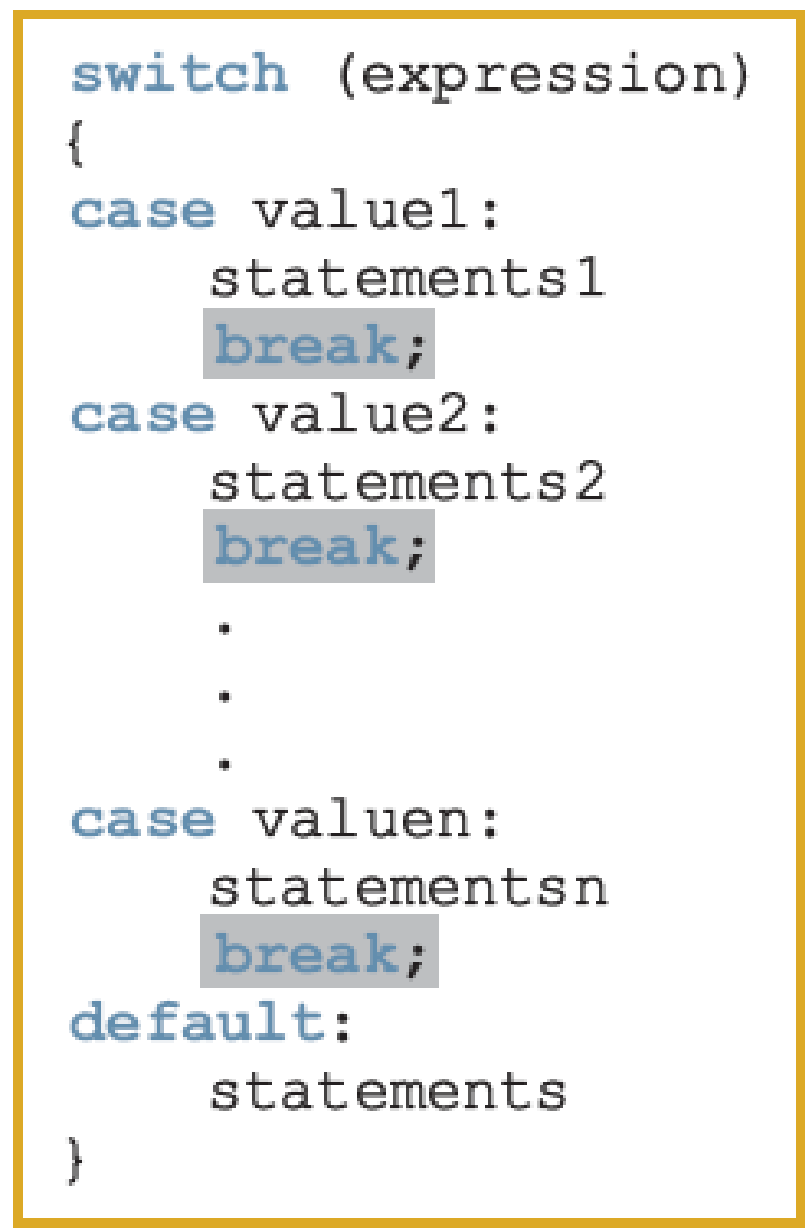 switch (expression)
{
case value1:
statements1
break;
case value2:
statements2
break;
.
.
.
case valuen:
statementsn
break;
default:
statements
}